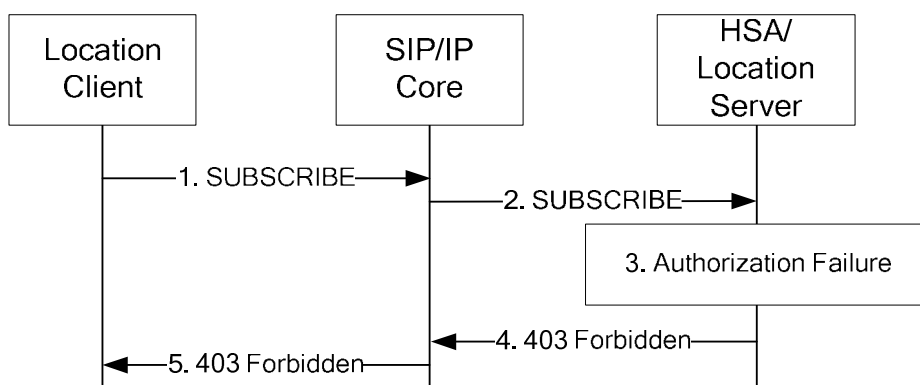 Location
Client
SIP/IP
Core
HSA/
Location
Server
1. SUBSCRIBE
2. SUBSCRIBE
3. Authorization Failure
4. 403 Forbidden
5. 403 Forbidden